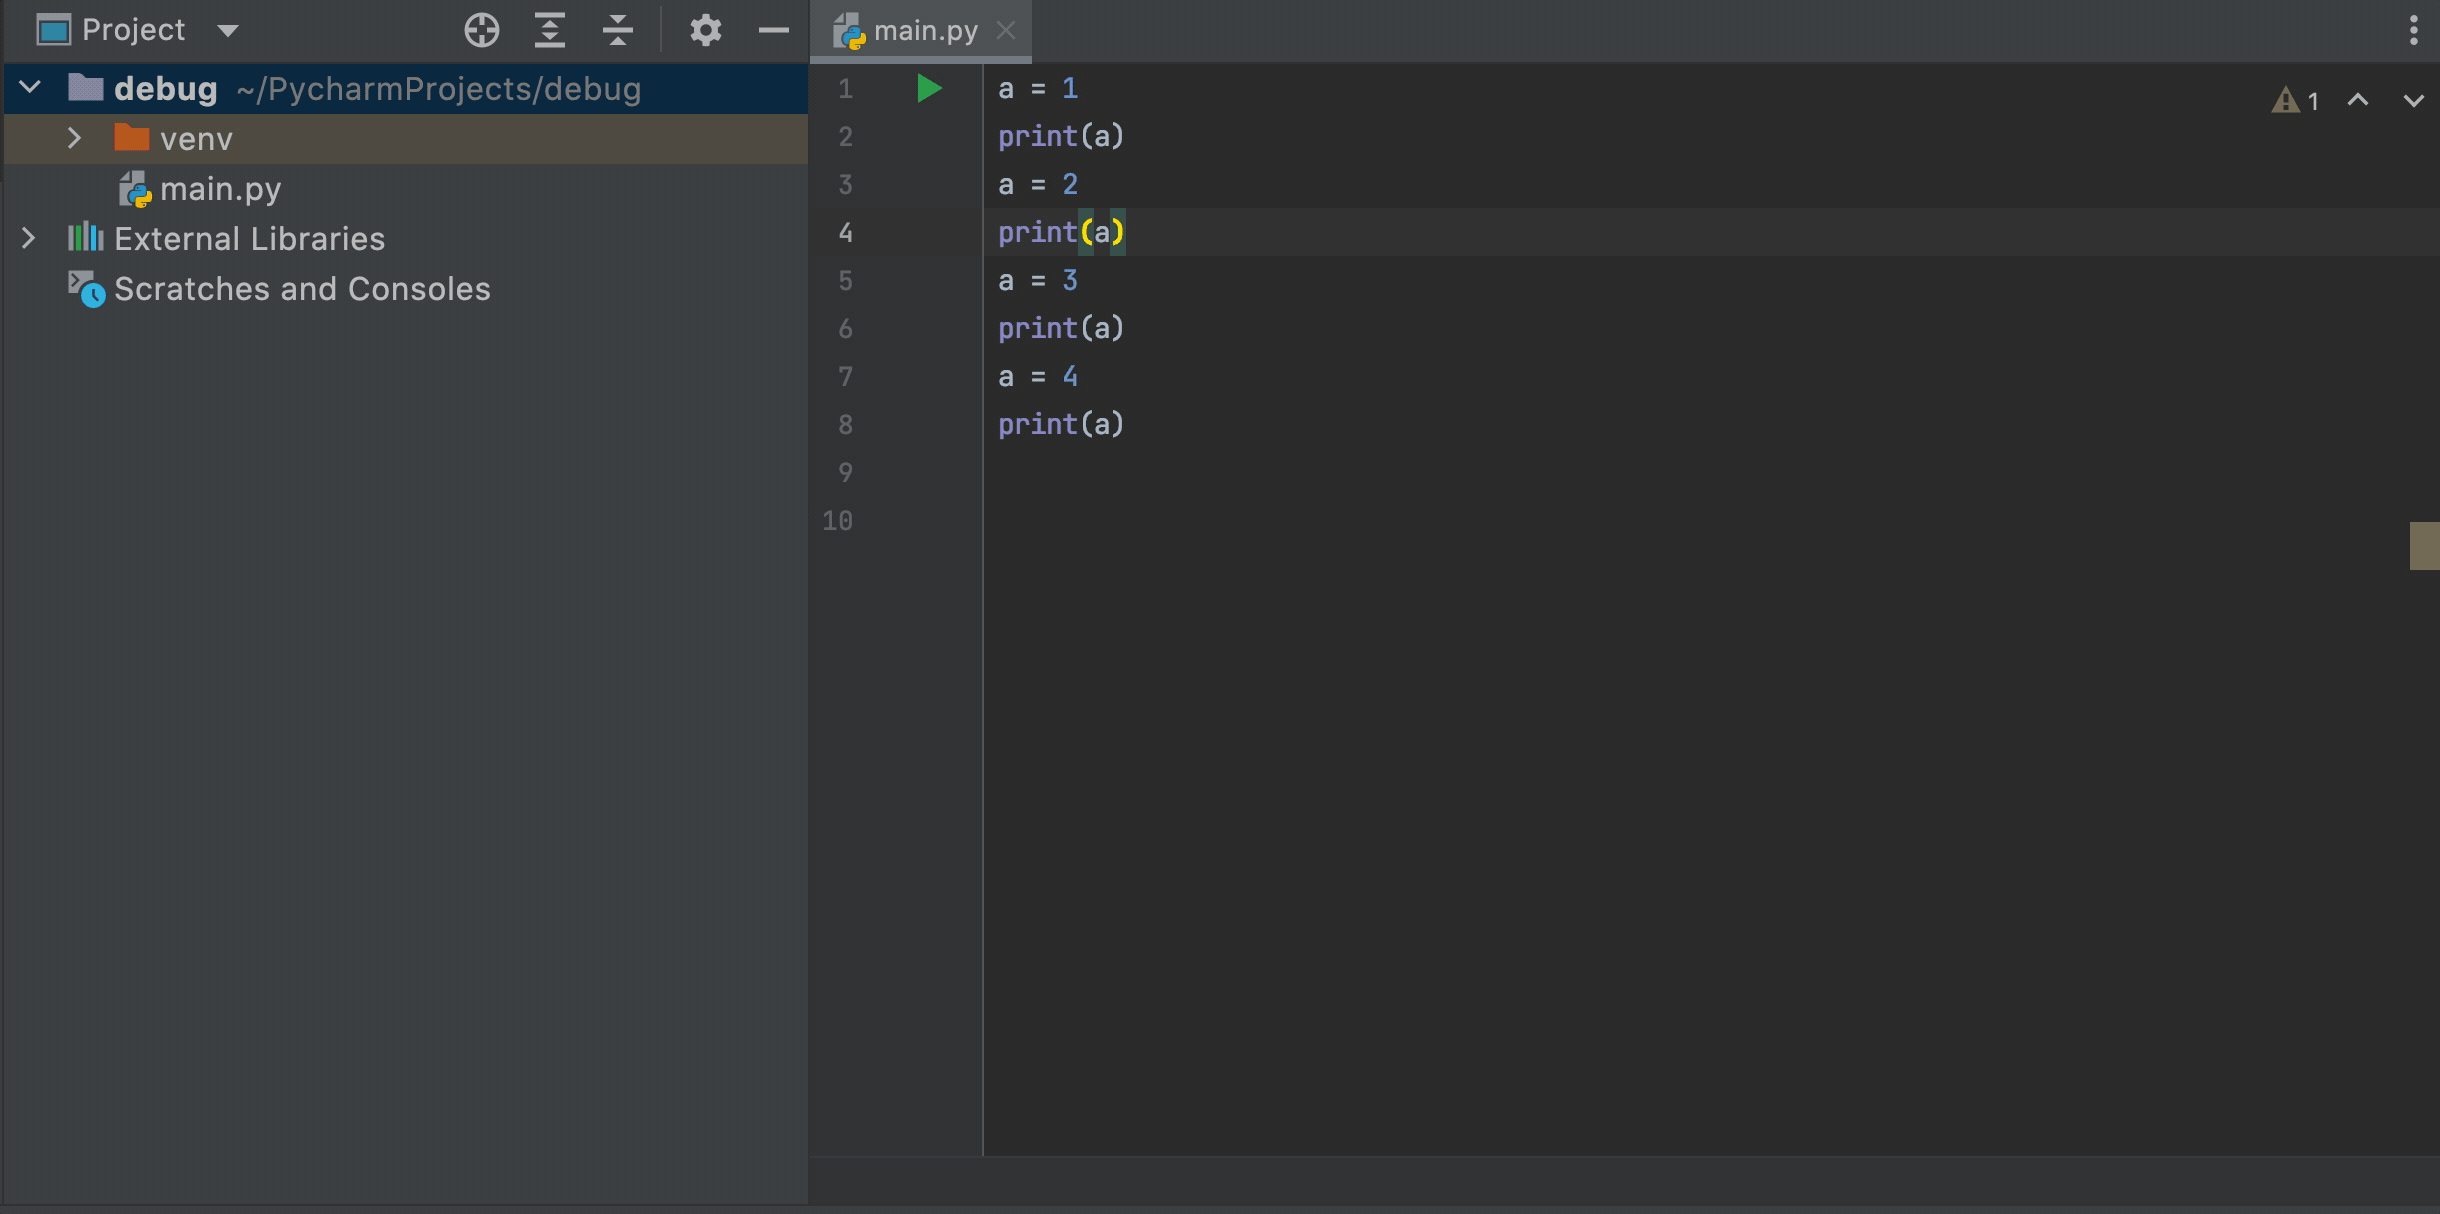 Project
debug ~/PycharmProjects/debug
venv
main.py
External Libraries
Scratches and Consoles
main.py
1 a = 1
2 print(a)
3 a = 2
4 print(a)
5 a = 3
6 print(a)
7 a = 4
8 print(a)
9
10
1